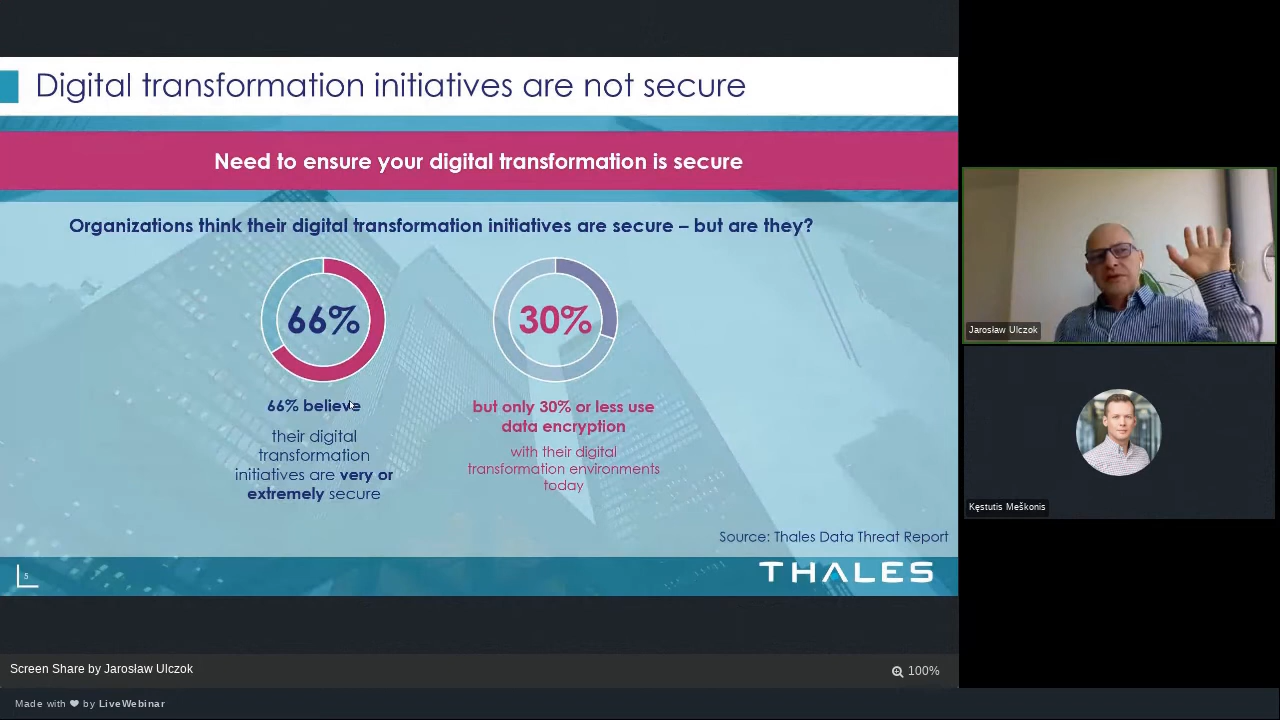 Digital transformation initiatives are not secure
Need to ensure your digital transformation is secure
Organizations think their digital transformation initiatives are secure – but are they?
66%
66% believe
their digital
transformation
initiatives are very or
extremely secure
30%
but only 30% or less use
data encryption
with their digital
transformation environments
today
Source: Thales Data Threat Report
5
THALES
Jarosław Ulczok
Kęstutis Meškonis
Screen Share by Jarosław Ulczok
100%
Made with ❤ by LiveWebinar